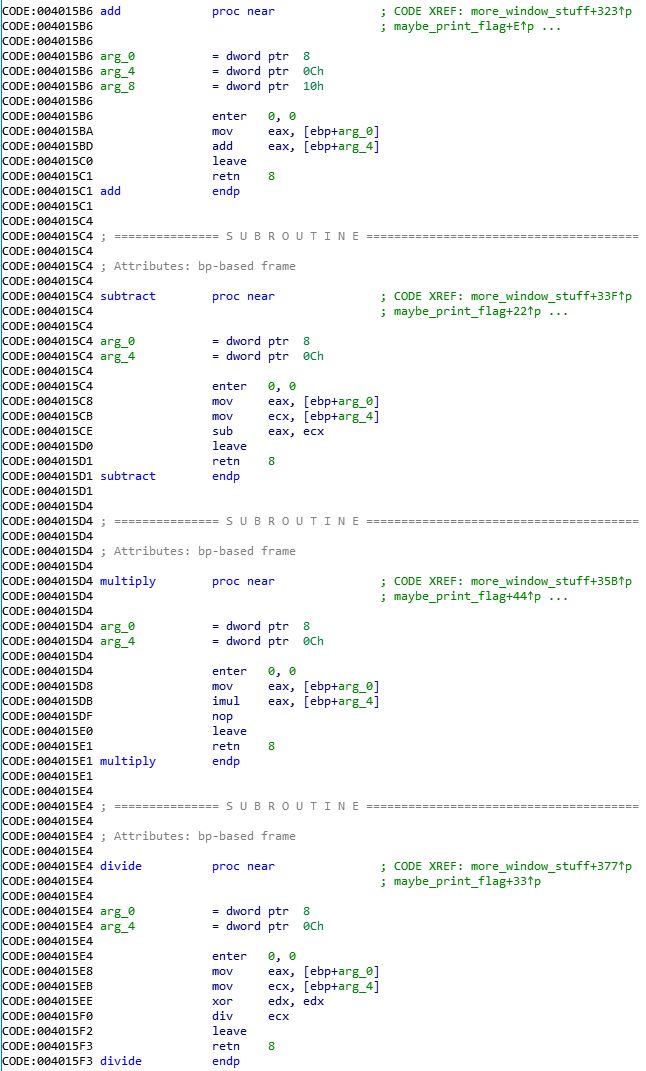 CODE:004015B6 add             proc near               ; CODE XREF: more_window_stuff+323↑p
CODE:004015B6                                         ; maybe_print_flag+E↑p ...
CODE:004015B6
CODE:004015B6 arg_0           = dword ptr  8
CODE:004015B6 arg_4           = dword ptr  0Ch
CODE:004015B6 arg_8           = dword ptr  10h
CODE:004015B6
CODE:004015B6                 enter   0, 0
CODE:004015BA                 mov     eax, [ebp+arg_0]
CODE:004015BD                 add     eax, [ebp+arg_4]
CODE:004015C0                 leave
CODE:004015C1                 retn    8
CODE:004015C1 add             endp
CODE:004015C1
CODE:004015C4
CODE:004015C4 ; =============== S U B R O U T I N E =======================================
CODE:004015C4
CODE:004015C4 ; Attributes: bp-based frame
CODE:004015C4
CODE:004015C4 subtract        proc near               ; CODE XREF: more_window_stuff+33F↑p
CODE:004015C4                                         ; maybe_print_flag+22↑p ...
CODE:004015C4
CODE:004015C4 arg_0           = dword ptr  8
CODE:004015C4 arg_4           = dword ptr  0Ch
CODE:004015C4
CODE:004015C4                 enter   0, 0
CODE:004015C8                 mov     eax, [ebp+arg_0]
CODE:004015CB                 mov     ecx, [ebp+arg_4]
CODE:004015CE                 sub     eax, ecx
CODE:004015D0                 leave
CODE:004015D1                 retn    8
CODE:004015D1 subtract        endp
CODE:004015D1
CODE:004015D4
CODE:004015D4 ; =============== S U B R O U T I N E =======================================
CODE:004015D4
CODE:004015D4 ; Attributes: bp-based frame
CODE:004015D4
CODE:004015D4 multiply        proc near               ; CODE XREF: more_window_stuff+35B↑p
CODE:004015D4                                         ; maybe_print_flag+44↑p ...
CODE:004015D4
CODE:004015D4 arg_0           = dword ptr  8
CODE:004015D4 arg_4           = dword ptr  0Ch
CODE:004015D4
CODE:004015D4                 enter   0, 0
CODE:004015D8                 mov     eax, [ebp+arg_0]
CODE:004015DB                 imul    eax, [ebp+arg_4]
CODE:004015DF                 nop
CODE:004015E0                 leave
CODE:004015E1                 retn    8
CODE:004015E1 multiply        endp
CODE:004015E1
CODE:004015E4
CODE:004015E4 ; =============== S U B R O U T I N E =======================================
CODE:004015E4
CODE:004015E4 ; Attributes: bp-based frame
CODE:004015E4
CODE:004015E4 divide          proc near               ; CODE XREF: more_window_stuff+377↑p
CODE:004015E4                                         ; maybe_print_flag+33↑p
CODE:004015E4
CODE:004015E4 arg_0           = dword ptr  8
CODE:004015E4 arg_4           = dword ptr  0Ch
CODE:004015E4
CODE:004015E4                 enter   0, 0
CODE:004015E8                 mov     eax, [ebp+arg_0]
CODE:004015EB                 mov     ecx, [ebp+arg_4]
CODE:004015EE                 xor     edx, edx
CODE:004015F0                 div     ecx
CODE:004015F2                 leave
CODE:004015F3                 retn    8
CODE:004015F3 divide          endp